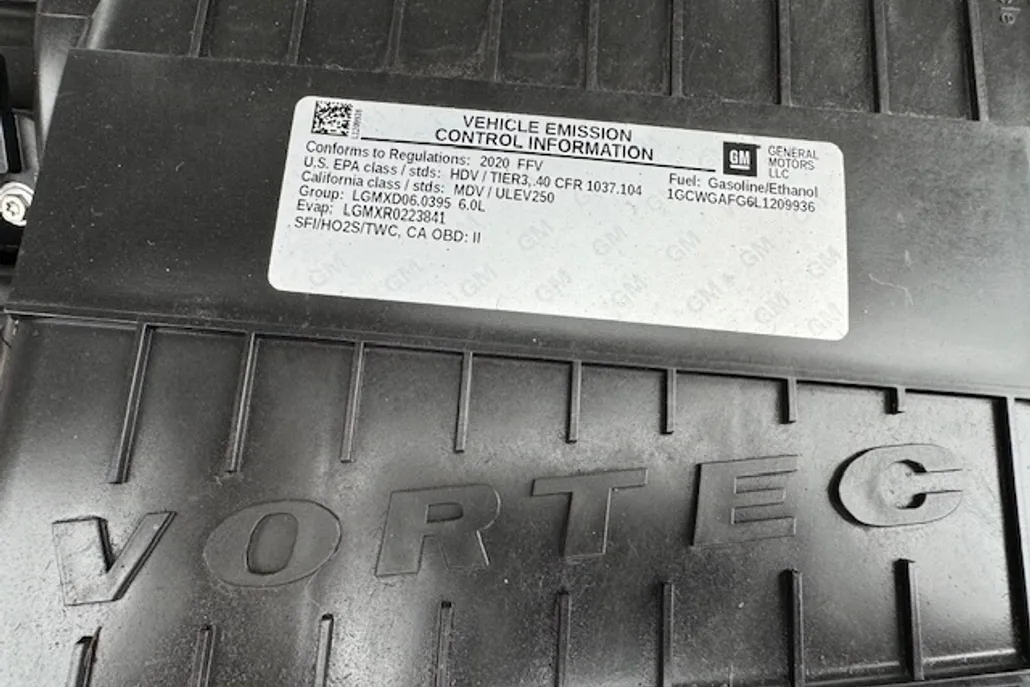 VEHICLE EMISSION
CONTROL INFORMATION
GM
GENERAL
MOTORS
LLC
Conforms to Regulations: 2020 FFV
U.S. EPA class / stds: HDV / TIER3, 40 CFR 1037.104
California class / stds: MDV / ULEV250
Group: LGMXD06.0395 6.0L
Evap: LGMXR0223841
SFI/HO2S/TWC, CA OBD: II
Fuel: Gasoline/Ethanol
1GCWGAFG6L1209936
L1209936
VORTEC